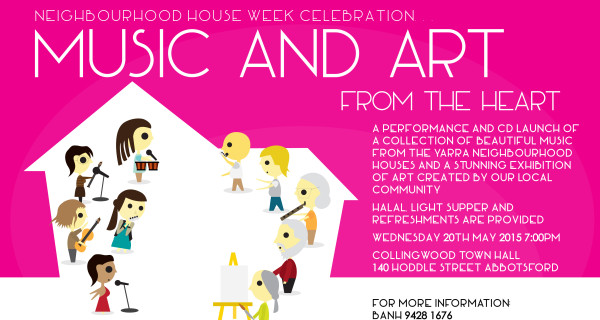 NEIGHBOURHOOD HOUSE WEEK CELEBRATION
MUSIC AND ART
FROM THE HEART
A PERFORMANCE AND CD LAUNCH OF
A COLLECTION OF BEAUTIFUL MUSIC
FROM THE YARRA NEIGHBOURHOOD
HOUSES AND A STUNNING EXHIBITION
OF ART CREATED BY OUR LOCAL
COMMUNITY
HALAL LIGHT SUPPER AND
REFRESHMENTS ARE PROVIDED
WEDNESDAY 20TH MAY 2015 7:00PM
COLLINGWOOD TOWN HALL
140 HODDLE STREET ABBOTSFORD
FOR MORE INFORMATION
BANH 9428 1676